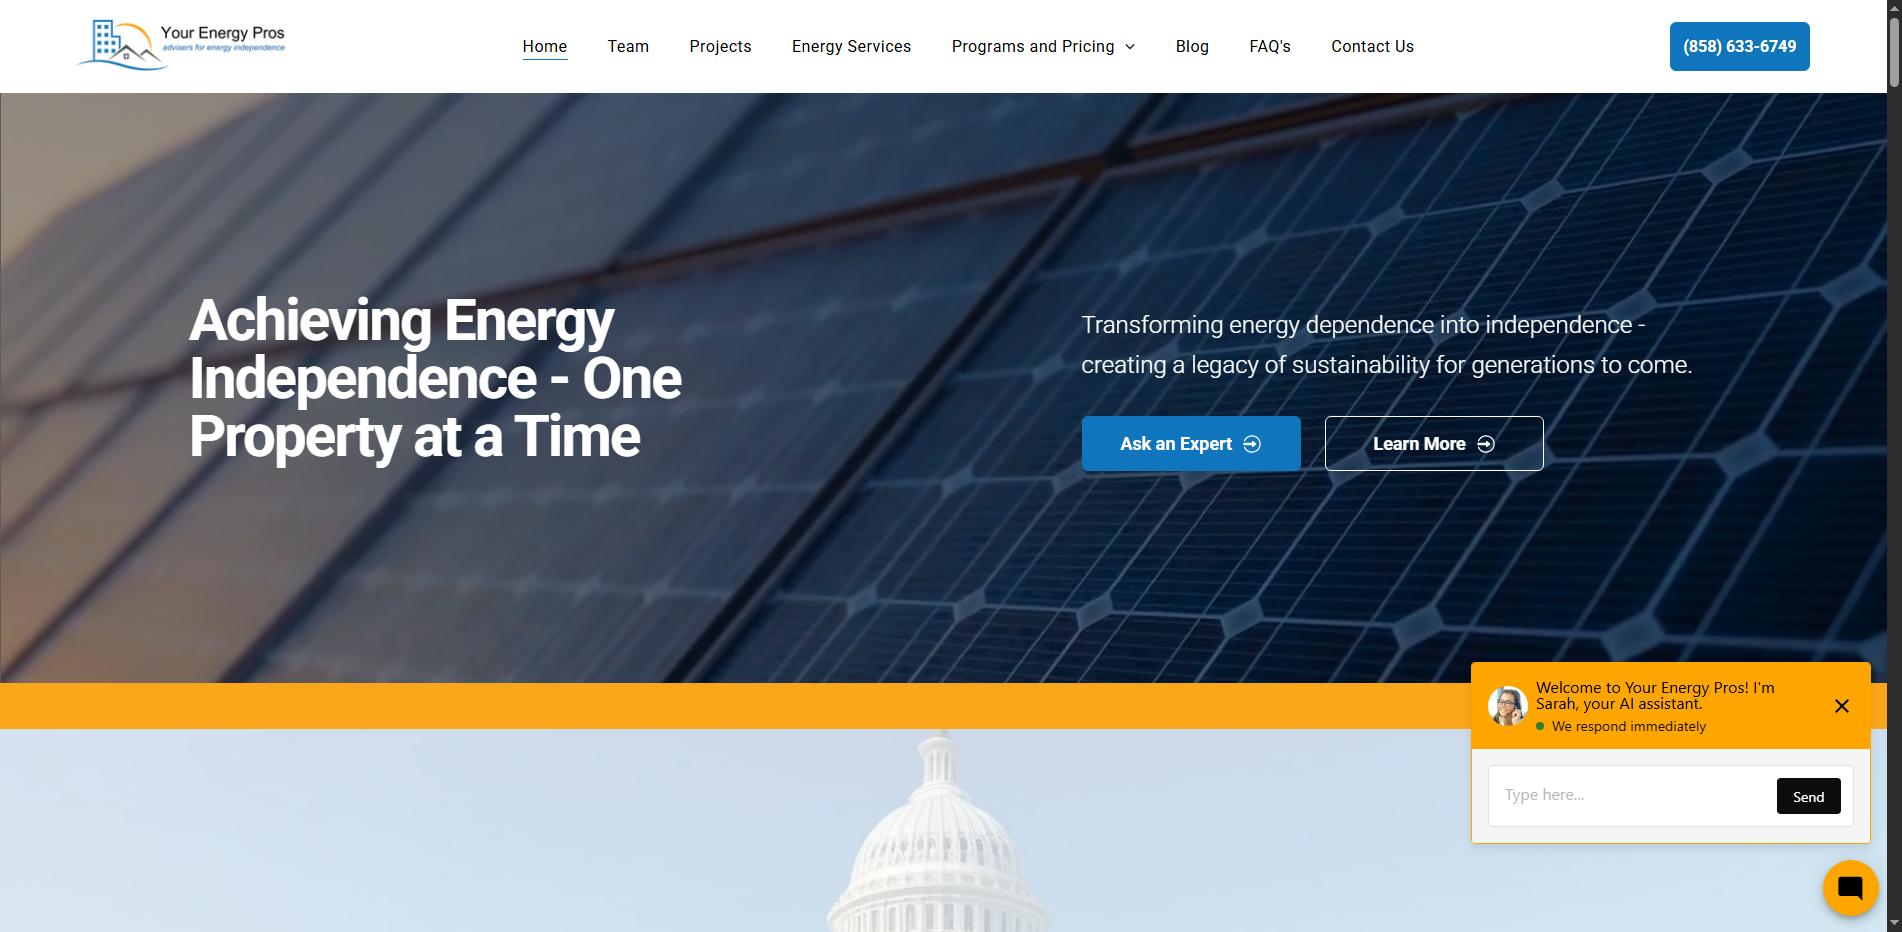 Your Energy Pros
advisers for energy independence
Home
Team
Projects
Energy Services
Programs and Pricing
Blog
FAQ's
Contact Us
(858) 633-6749
Achieving Energy
Independence - One
Property at a Time
Transforming energy dependence into independence -
creating a legacy of sustainability for generations to come.
Ask an Expert
Learn More
Welcome to Your Energy Pros! I'm
Sarah, your AI assistant.
We respond immediately
Type here...
Send